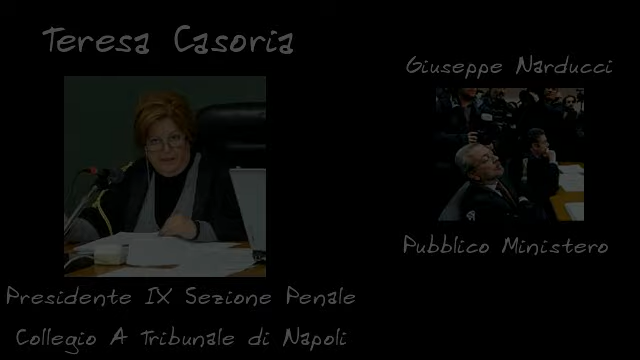 Teresa Casoria
Giuseppe Narducci
Pubblico Ministero
Presidente IX Sezione Penale
Collegio A Tribunale di Napoli